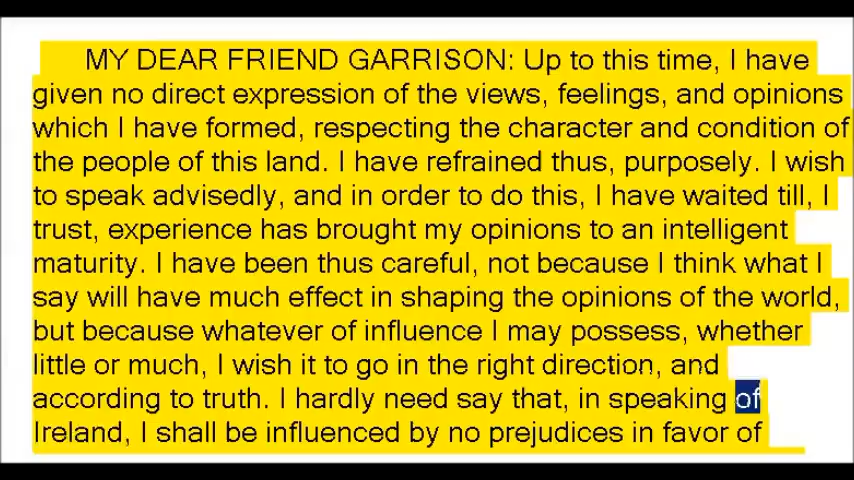 MY DEAR FRIEND GARRISON: Up to this time, I have
given no direct expression of the views, feelings, and opinions
which I have formed, respecting the character and condition of
the people of this land. I have refrained thus, purposely. I wish
to speak advisedly, and in order to do this, I have waited till, I
trust, experience has brought my opinions to an intelligent
maturity. I have been thus careful, not because I think what I
say will have much effect in shaping the opinions of the world,
but because whatever of influence I may possess, whether
little or much, I wish it to go in the right direction, and
according to truth. I hardly need say that, in speaking of
Ireland, I shall be influenced by no prejudices in favor of